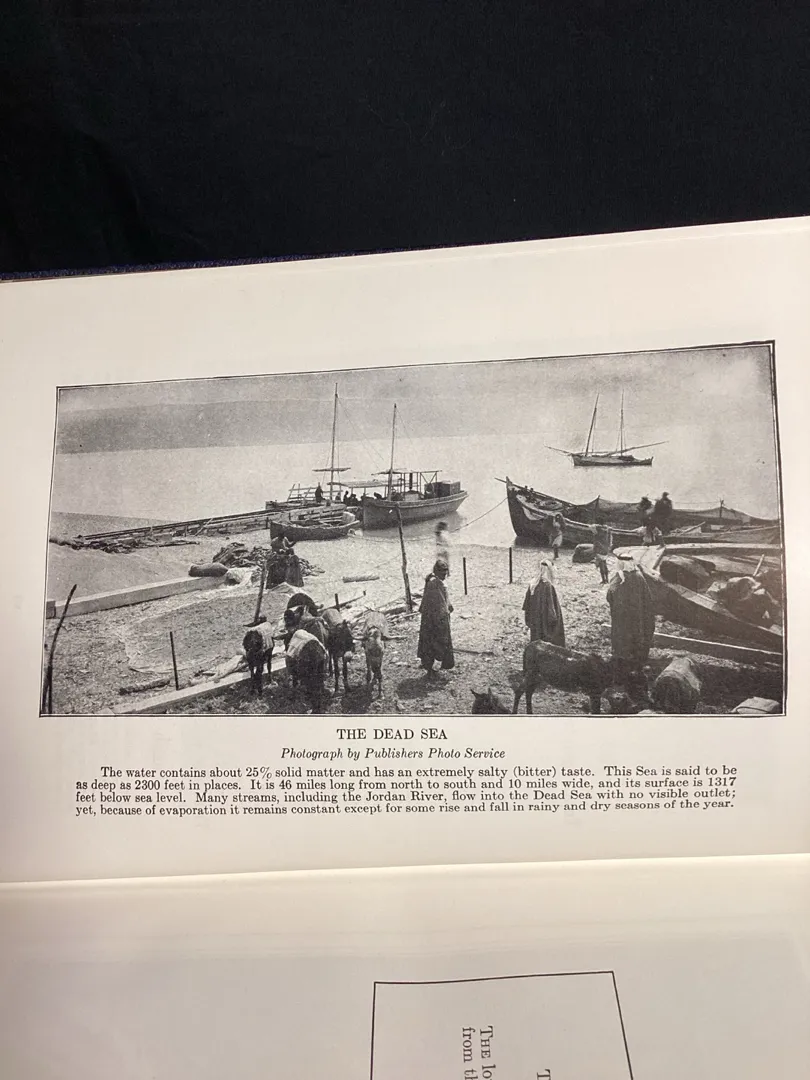 THE DEAD SEA
Photograph by Publishers Photo Service
The water contains about 25% solid matter and has an extremely salty (bitter) taste. This Sea is said to be
as deep as 2300 feet in places. It is 46 miles long from north to south and 10 miles wide, and its surface is 1317
feet below sea level. Many streams, including the Jordan River, flow into the Dead Sea with no visible outlet;
yet, because of evaporation it remains constant except for some rise and fall in rainy and dry seasons of the year.
THE
from